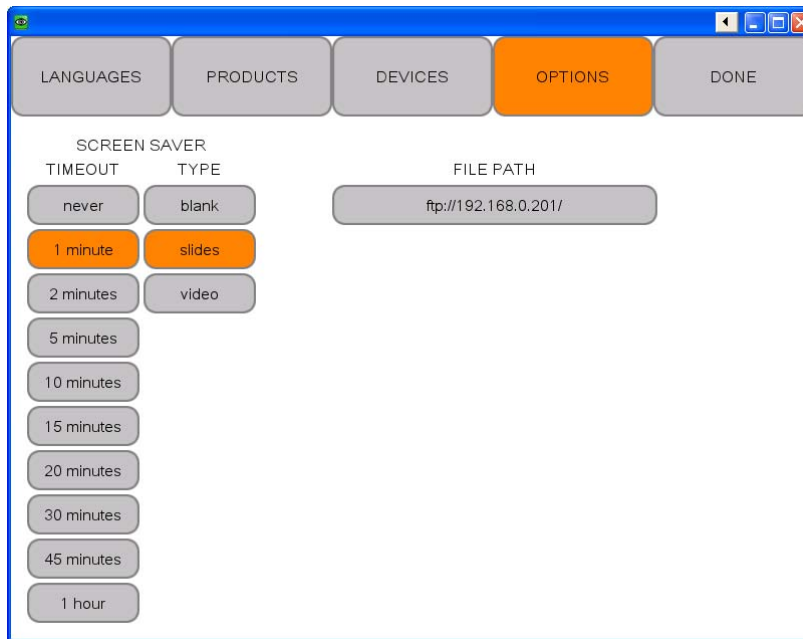 LANGUAGES PRODUCTS DEVICES OPTIONS DONE
SCREEN SAVER
TIMEOUT TYPE FILE PATH
never blank ftp://192.168.0.201/
1 minute slides
2 minutes video
5 minutes
10 minutes
15 minutes
20 minutes
30 minutes
45 minutes
1 hour